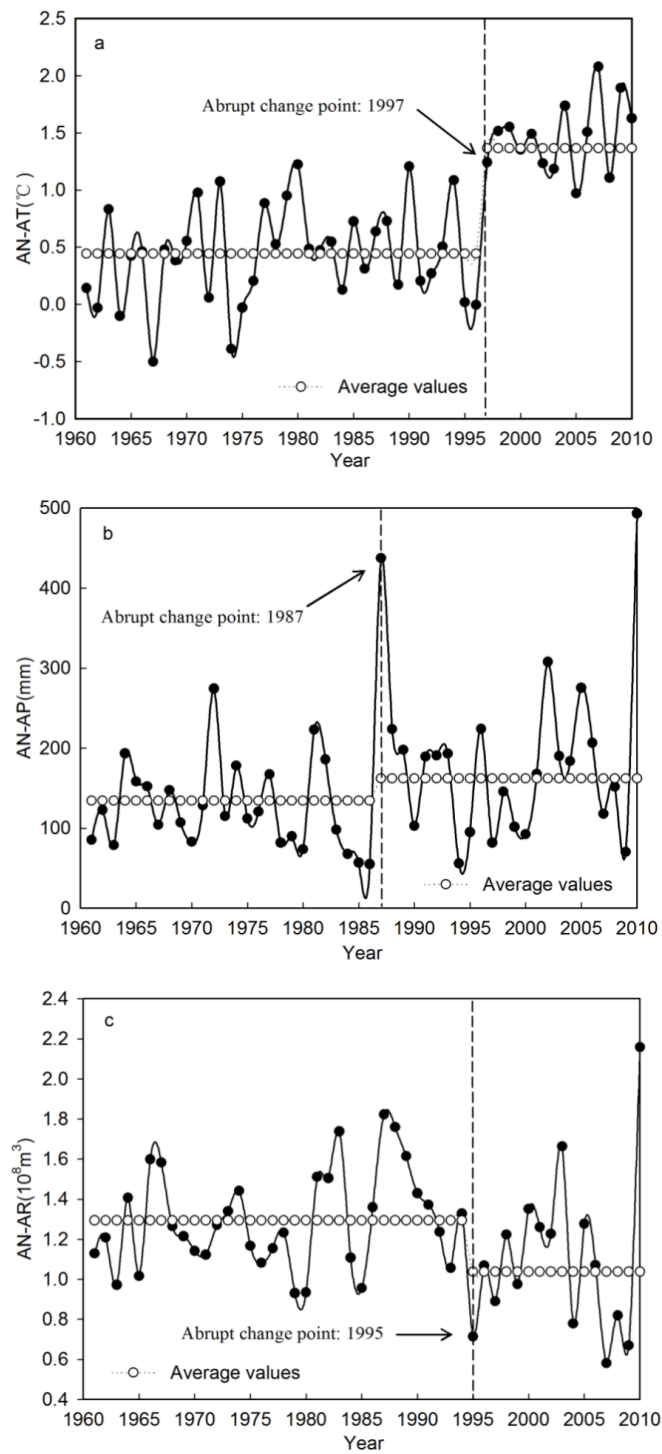 a
2.5
2.0
1.5
1.0
0.5
0.0
-0.5
-1.0
AN-AT(℃)
Abrupt change point: 1997
Average values
1960 1965 1970 1975 1980 1985 1990 1995 2000 2005 2010
Year
b
500
400
300
200
100
0
AN-AP(mm)
Abrupt change point: 1987
Average values
1960 1965 1970 1975 1980 1985 1990 1995 2000 2005 2010
Year
c
2.4
2.2
2.0
1.8
1.6
1.4
1.2
1.0
0.8
0.6
0.4
AN-AR(10⁸m³)
Abrupt change point: 1995
Average values
1960 1965 1970 1975 1980 1985 1990 1995 2000 2005 2010
Year